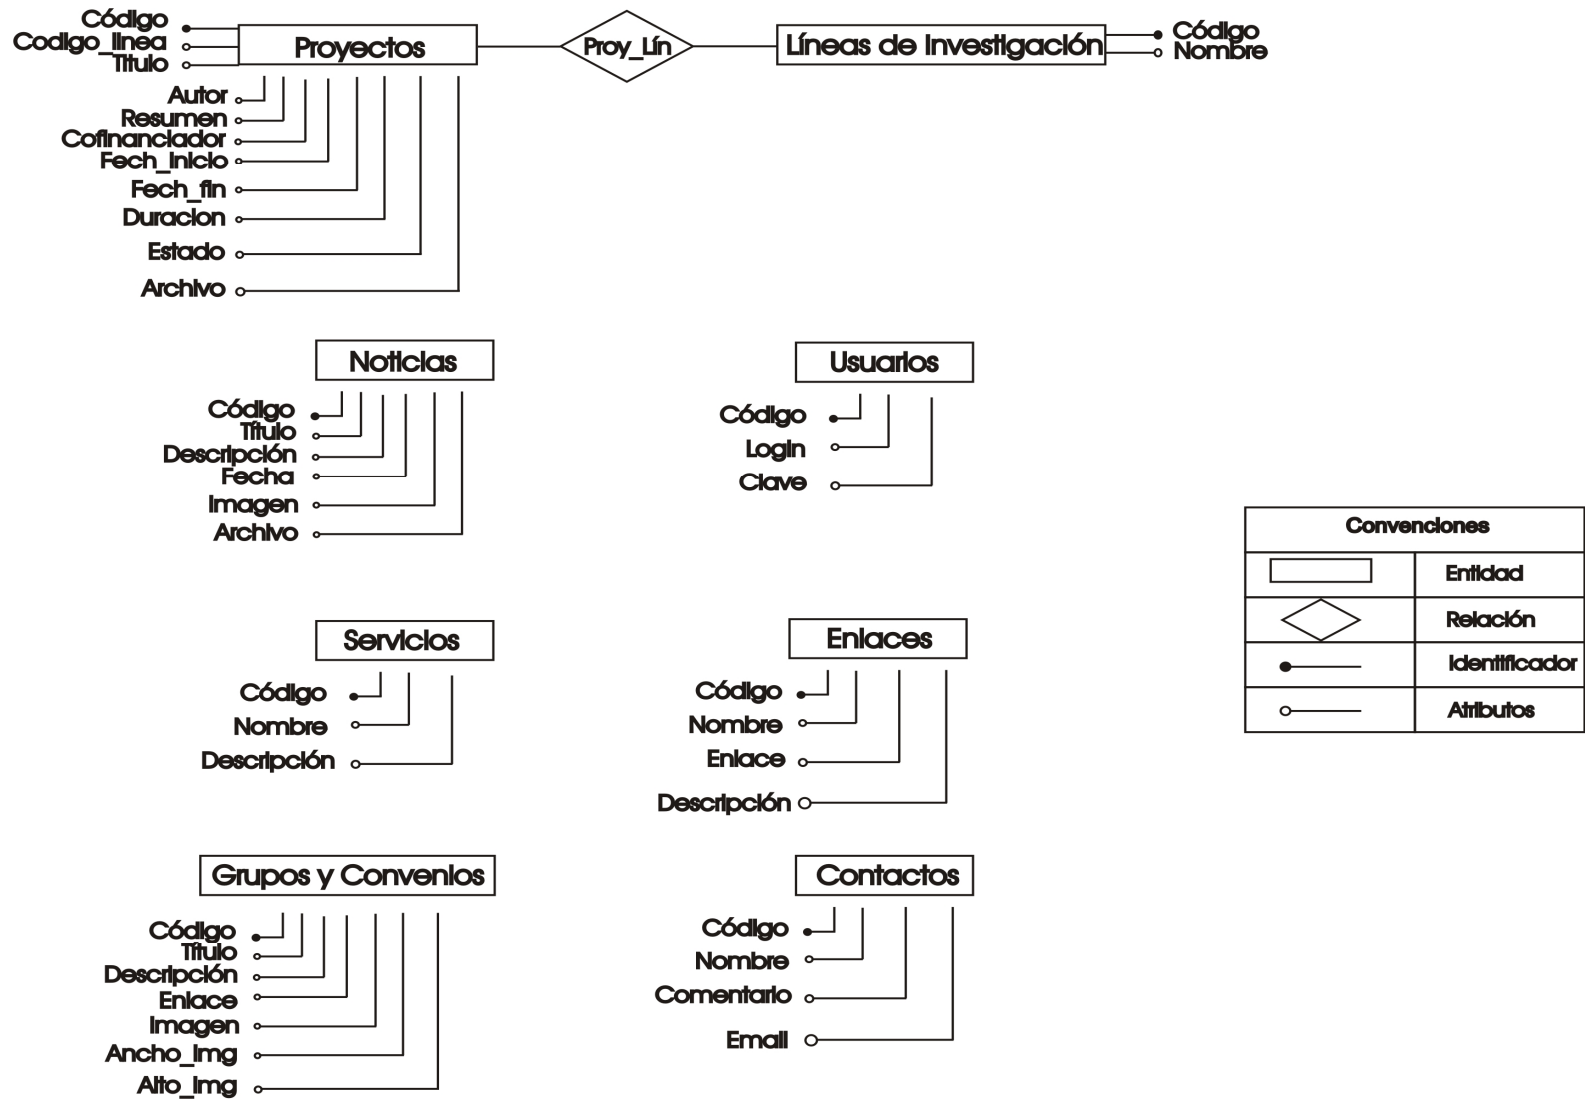 Código
Codigo_linea
Titulo
Proyectos
Proy_Lín
Líneas de Investigación
Código
Nombre
Autor
Resumen
Cofinanciador
Fech_inicio
Fech_fin
Duracion
Estado
Archivo
Noticias
Código
Título
Descripción
Fecha
Imagen
Archivo
Usuarios
Código
Login
Clave
Convenciones
Entidad
Relación
Identificador
Atributos
Servicios
Código
Nombre
Descripción
Enlaces
Código
Nombre
Enlace
Descripción
Grupos y Convenios
Código
Título
Descripción
Enlace
Imagen
Ancho_img
Alto_img
Contactos
Código
Nombre
Comentario
Email